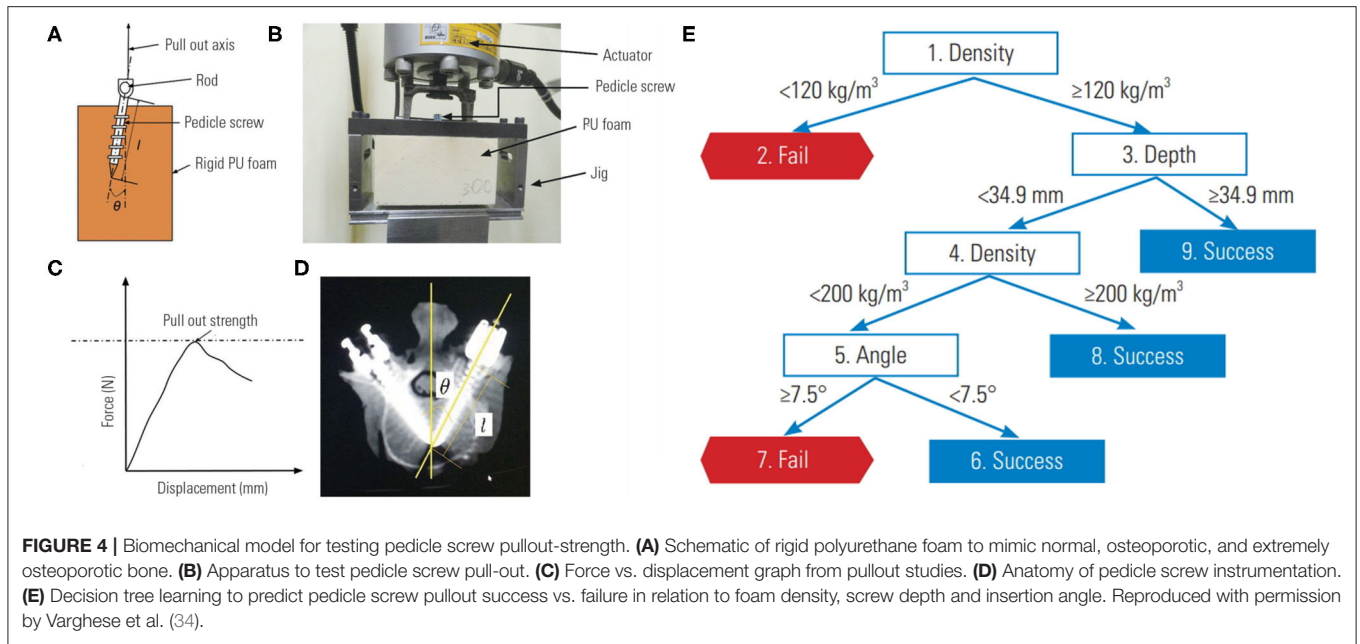 A
Pull out axis
Rod
Pedicle screw
l
Rigid PU foam
θ
B
Actuator
Pedicle screw
PU foam
Jig
300
C
Pull out strength
Force (N)
Displacement (mm)
D
θ
l
E
1. Density
<120 kg/m³
≥120 kg/m³
2. Fail
3. Depth
<34.9 mm
≥34.9 mm
4. Density
9. Success
<200 kg/m³
≥200 kg/m³
5. Angle
8. Success
≥7.5°
<7.5°
7. Fail
6. Success
FIGURE 4 | Biomechanical model for testing pedicle screw pullout-strength. (A) Schematic of rigid polyurethane foam to mimic normal, osteoporotic, and extremely
osteoporotic bone. (B) Apparatus to test pedicle screw pull-out. (C) Force vs. displacement graph from pullout studies. (D) Anatomy of pedicle screw instrumentation.
(E) Decision tree learning to predict pedicle screw pullout success vs. failure in relation to foam density, screw depth and insertion angle. Reproduced with permission
by Varghese et al. (34).